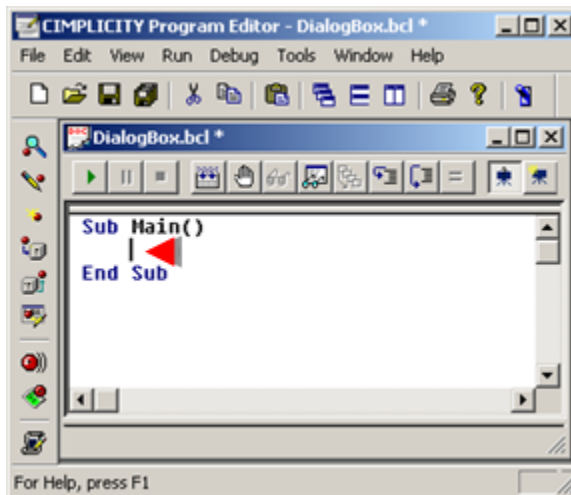 CIMPLICITY Program Editor - DialogBox.bcl *
File Edit View Run Debug Tools Window Help
DialogBox.bcl *
Sub Main()
End Sub
For Help, press F1